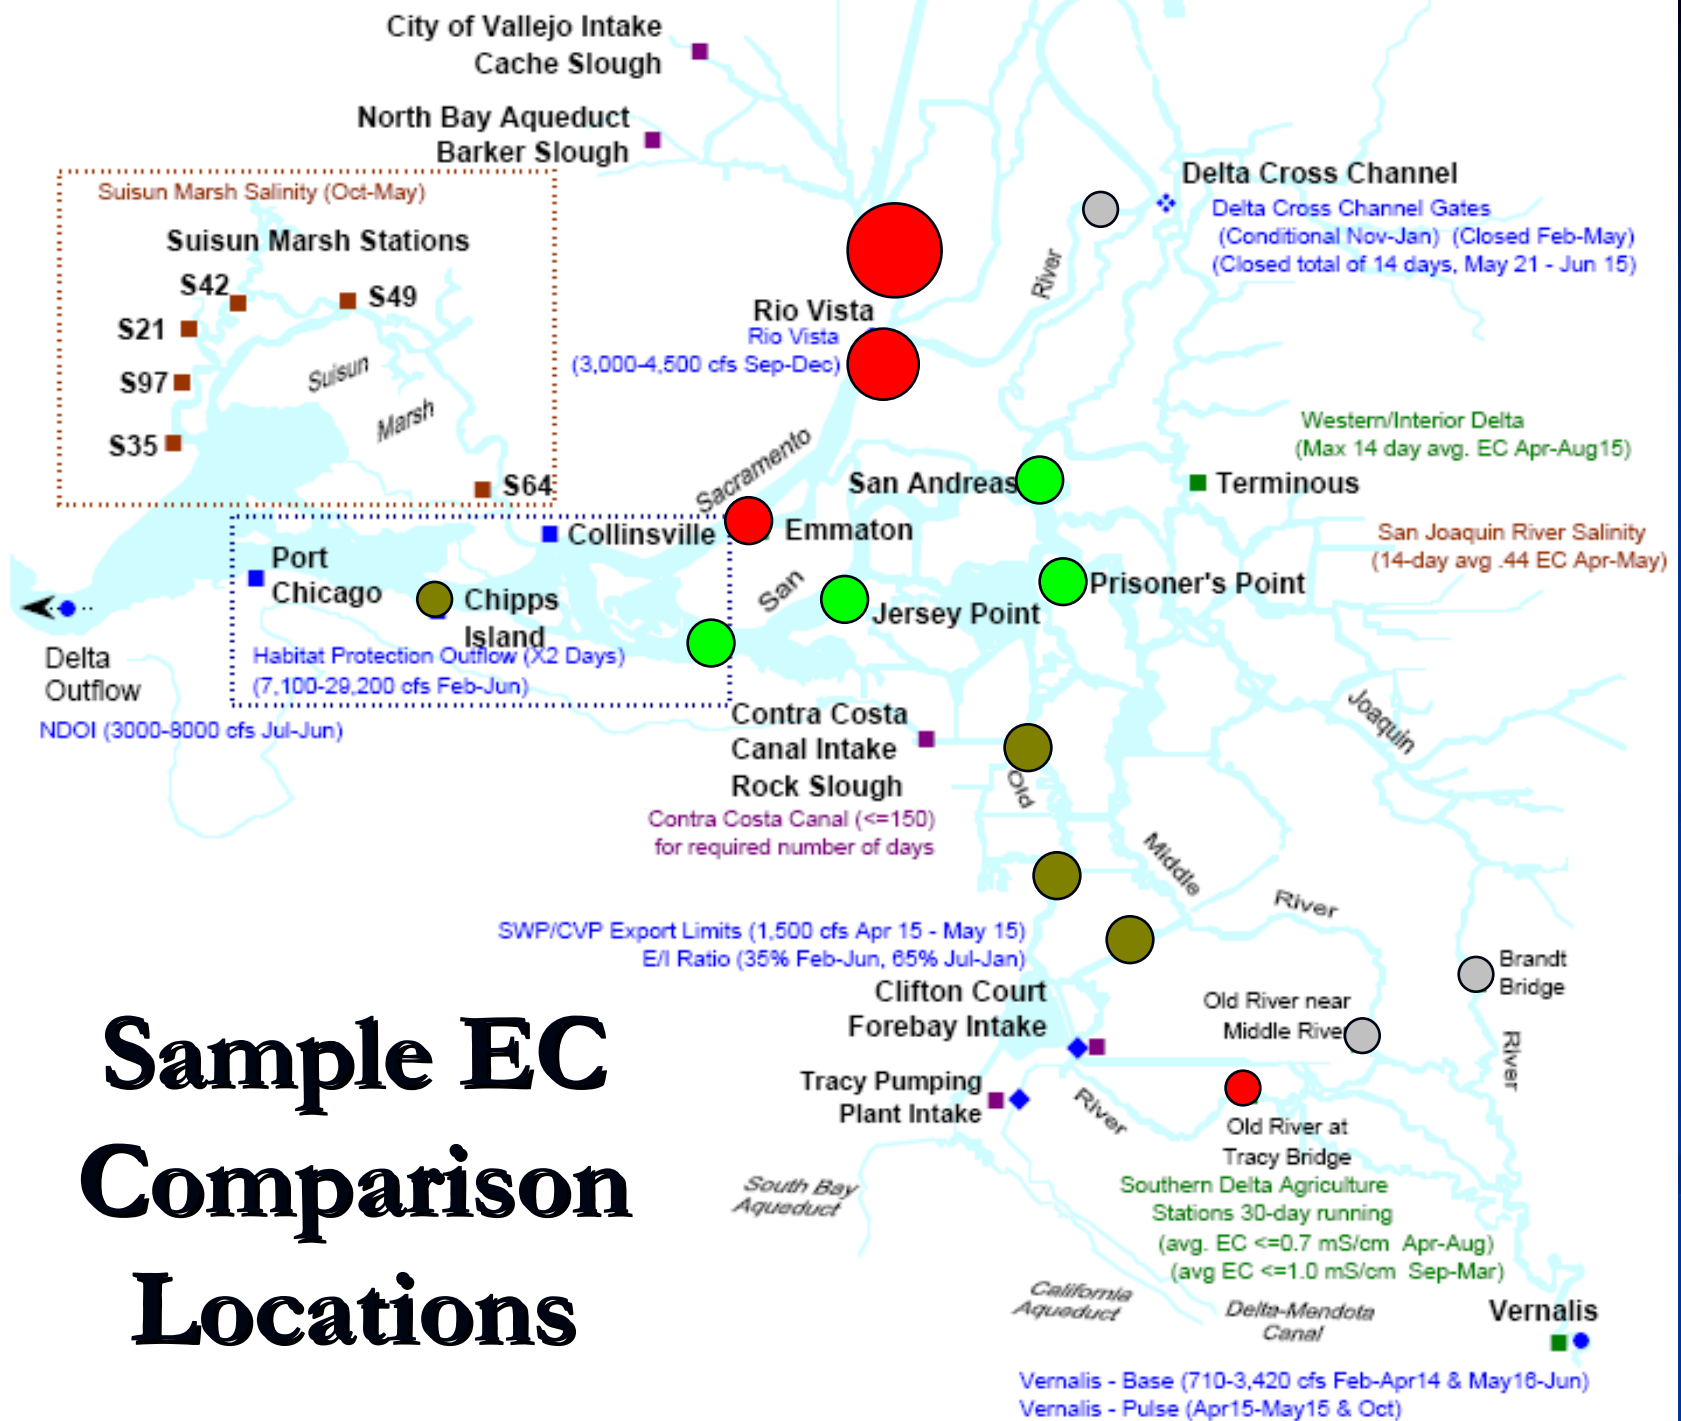 City of Vallejo Intake
Cache Slough
North Bay Aqueduct
Barker Slough
Suisun Marsh Salinity (Oct-May)
Suisun Marsh Stations
S42
S49
S21
S97
S35
S64
Suisun
Marsh
Delta Cross Channel
Delta Cross Channel Gates
(Conditional Nov-Jan) (Closed Feb-May)
(Closed total of 14 days, May 21 - Jun 15)
River
Rio Vista
Rio Vista
(3,000-4,500 cfs Sep-Dec)
Sacramento
Western/Interior Delta
(Max 14 day avg. EC Apr-Aug15)
San Andreas
Terminous
Collinsville
Emmaton
San Joaquin River Salinity
(14-day avg .44 EC Apr-May)
Port
Chicago
Chipps
Island
San
Jersey Point
Prisoner's Point
Delta
Outflow
Habitat Protection Outflow (X2 Days)
(7,100-29,200 cfs Feb-Jun)
NDOI (3000-8000 cfs Jul-Jun)
Contra Costa
Canal Intake
Rock Slough
Contra Costa Canal (<=150)
for required number of days
Old
Joaquin
Middle
River
SWP/CVP Export Limits (1,500 cfs Apr 15 - May 15)
E/I Ratio (35% Feb-Jun, 65% Jul-Jan)
Clifton Court
Forebay Intake
Old River near
Middle River
Brandt
Bridge
River
Tracy Pumping
Plant Intake
River
Old River at
Tracy Bridge
Southern Delta Agriculture
Stations 30-day running
(avg. EC <=0.7 mS/cm Apr-Aug)
(avg EC <=1.0 mS/cm Sep-Mar)
South Bay
Aqueduct
California
Aqueduct
Delta-Mendota
Canal
Vernalis
Vernalis - Base (710-3,420 cfs Feb-Apr14 & May16-Jun)
Vernalis - Pulse (Apr15-May15 & Oct)
Sample EC
Comparison
Locations